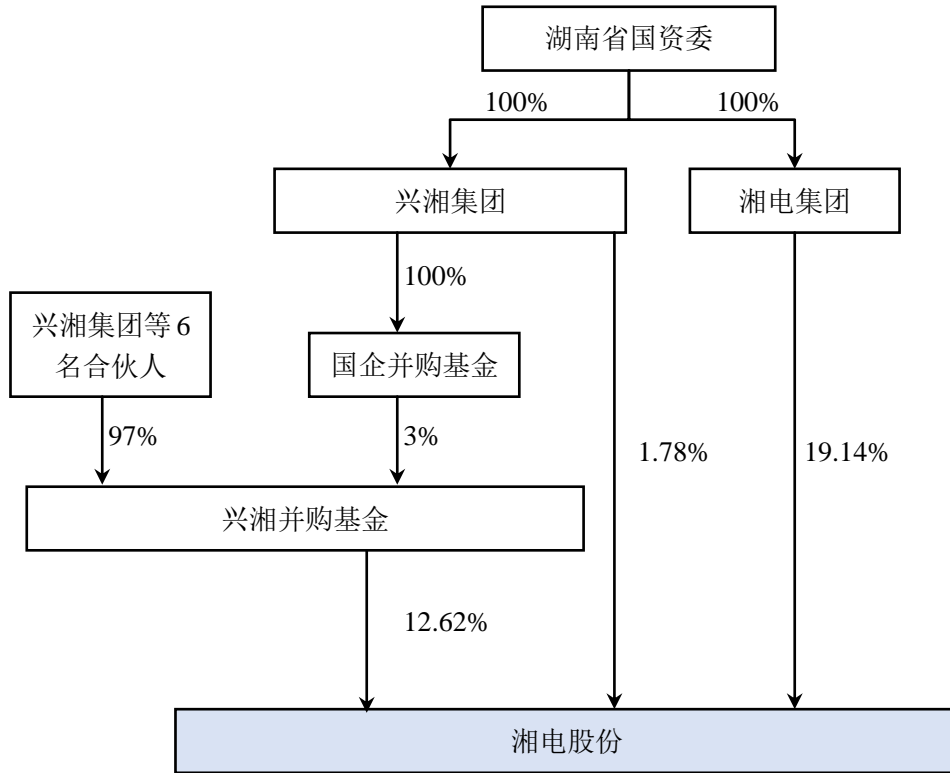 湖南省国资委
100%
100%
兴湘集团
湘电集团
100%
兴湘集团等 6
名合伙人
国企并购基金
97%
3%
1.78%
19.14%
兴湘并购基金
12.62%
湘电股份